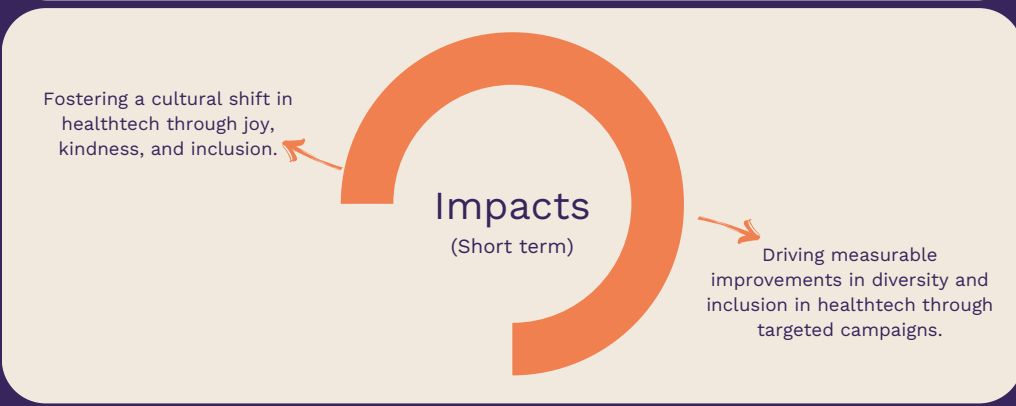 Fostering a cultural shift in
healthtech through joy,
kindness, and inclusion.
Impacts
(Short term)
Driving measurable
improvements in diversity and
inclusion in healthtech through
targeted campaigns.